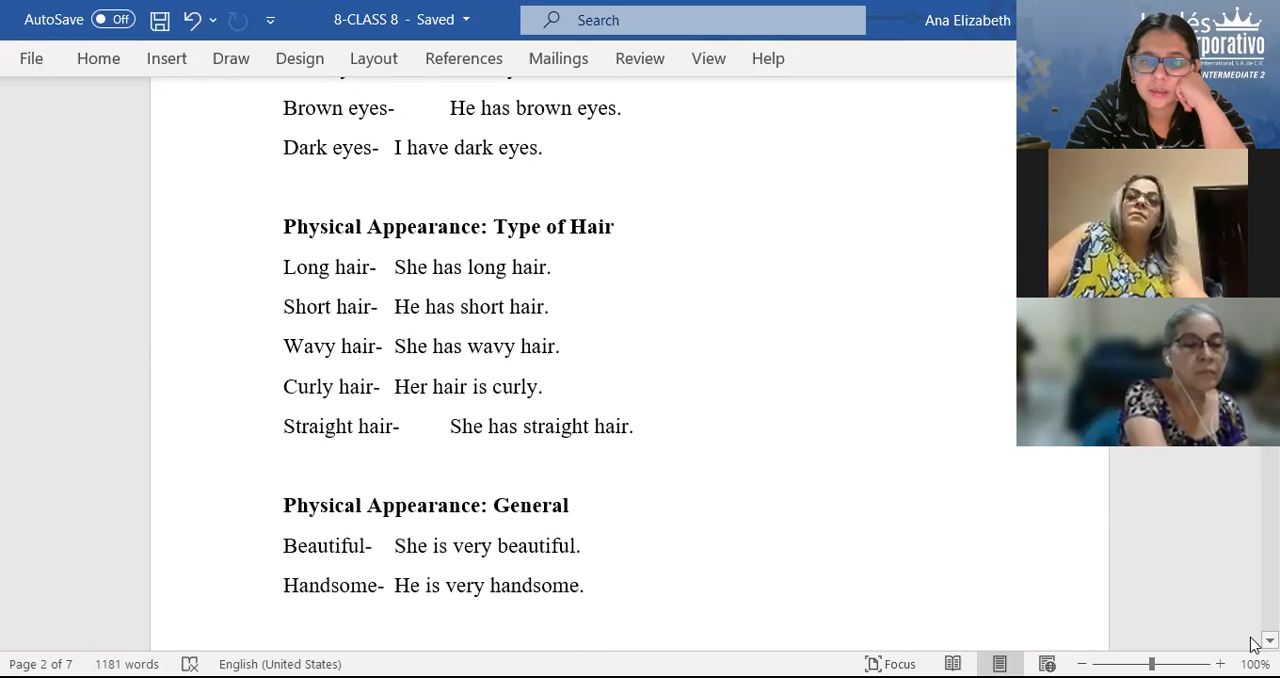 AutoSave Off 8-CLASS 8 - Saved Search Ana Elizabeth
File Home Insert Draw Design Layout References Mailings Review View Help
Brown eyes- He has brown eyes.
Dark eyes- I have dark eyes.
Physical Appearance: Type of Hair
Long hair- She has long hair.
Short hair- He has short hair.
Wavy hair- She has wavy hair.
Curly hair- Her hair is curly.
Straight hair- She has straight hair.
Physical Appearance: General
Beautiful- She is very beautiful.
Handsome- He is very handsome.
INTERMEDIATE 2
Page 2 of 7 1181 words English (United States) Focus 100%